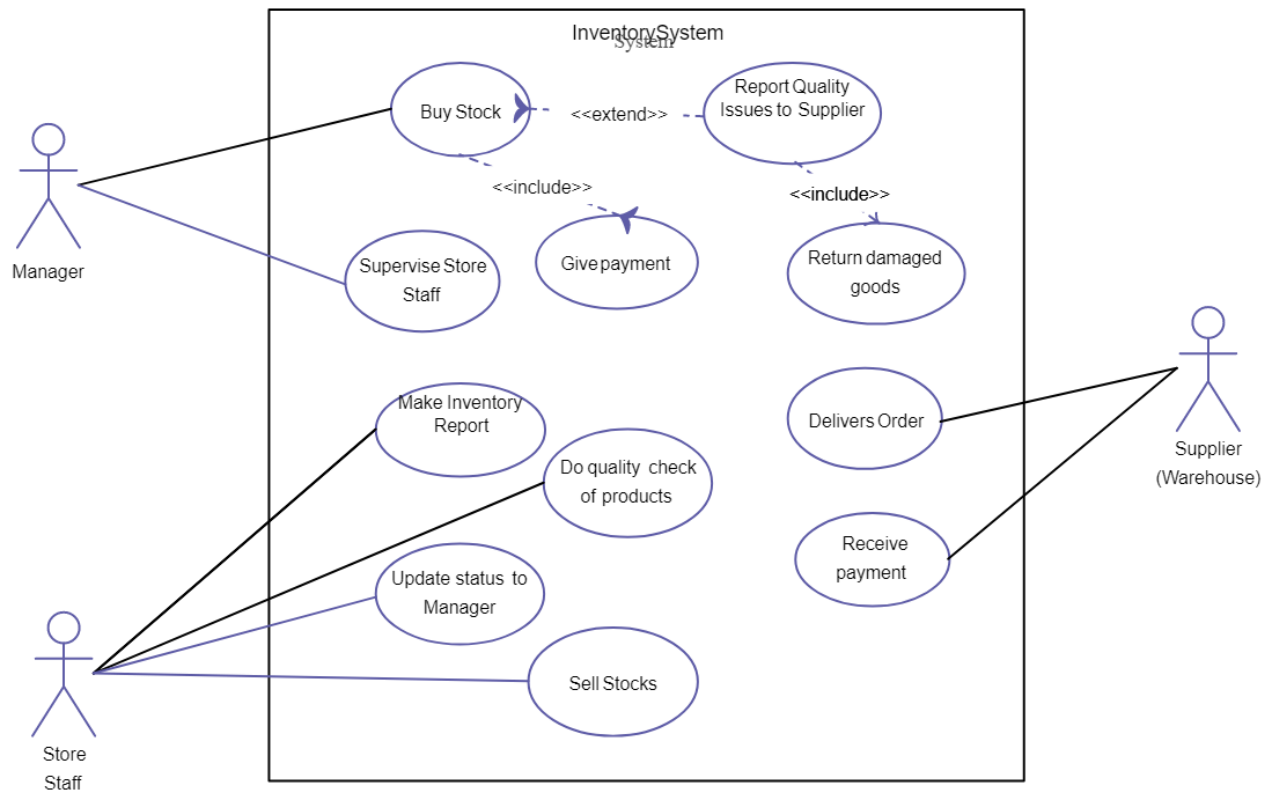 InventorySystem
System
Buy Stock
<<extend>>
Report Quality
Issues to Supplier
<<include>>
<<include>>
Manager
Supervise Store
Staff
Give payment
Return damaged
goods
Make Inventory
Report
Delivers Order
Supplier
(Warehouse)
Do quality check
of products
Receive
payment
Update status to
Manager
Sell Stocks
Store
Staff